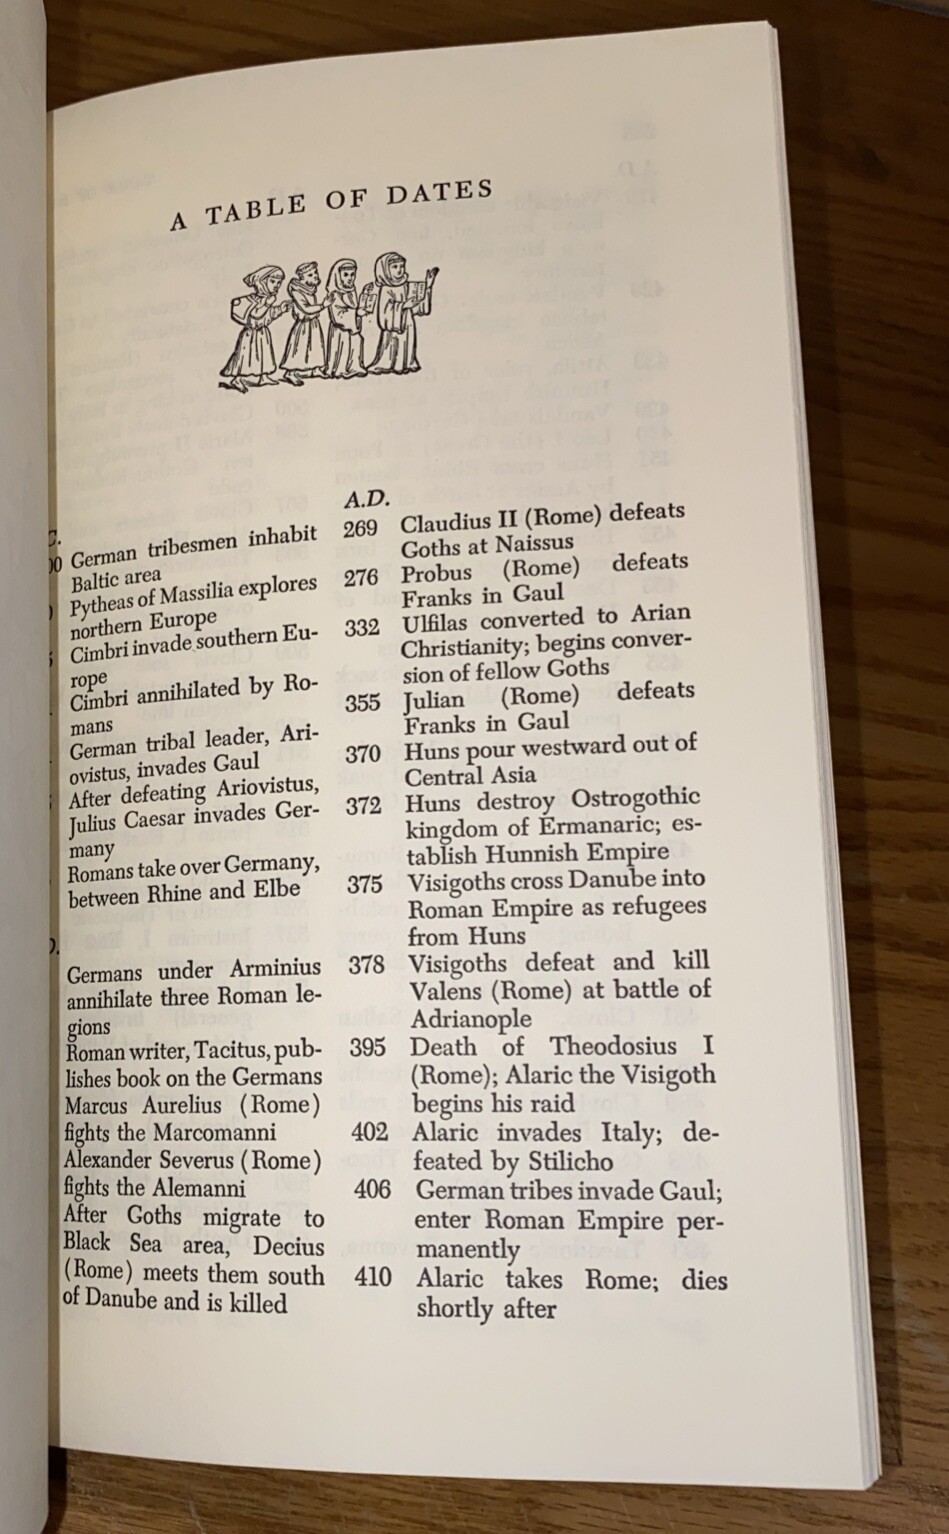 A TABLE OF DATES
German tribesmen inhabit
Baltic area
Pytheas of Massilia explores
northern Europe
Cimbri invade southern Eu-
rope
Cimbri annihilated by Ro-
mans
German tribal leader, Ari-
ovistus, invades Gaul
After defeating Ariovistus,
Julius Caesar invades Ger-
many
Romans take over Germany,
between Rhine and Elbe
Germans under Arminius
annihilate three Roman le-
gions
Roman writer, Tacitus, pub-
lishes book on the Germans
Marcus Aurelius (Rome)
fights the Marcomanni
Alexander Severus (Rome)
fights the Alemanni
After Goths migrate to
Black Sea area, Decius
(Rome) meets them south
of Danube and is killed
A.D.
269 Claudius II (Rome) defeats
Goths at Naissus
276 Probus (Rome) defeats
Franks in Gaul
332 Ulfilas converted to Arian
Christianity; begins conver-
sion of fellow Goths
355 Julian (Rome) defeats
Franks in Gaul
370 Huns pour westward out of
Central Asia
372 Huns destroy Ostrogothic
kingdom of Ermanaric; es-
tablish Hunnish Empire
375 Visigoths cross Danube into
Roman Empire as refugees
from Huns
378 Visigoths defeat and kill
Valens (Rome) at battle of
Adrianople
395 Death of Theodosius I
(Rome); Alaric the Visigoth
begins his raid
402 Alaric invades Italy; de-
feated by Stilicho
406 German tribes invade Gaul;
enter Roman Empire per-
manently
410 Alaric takes Rome; dies
shortly after